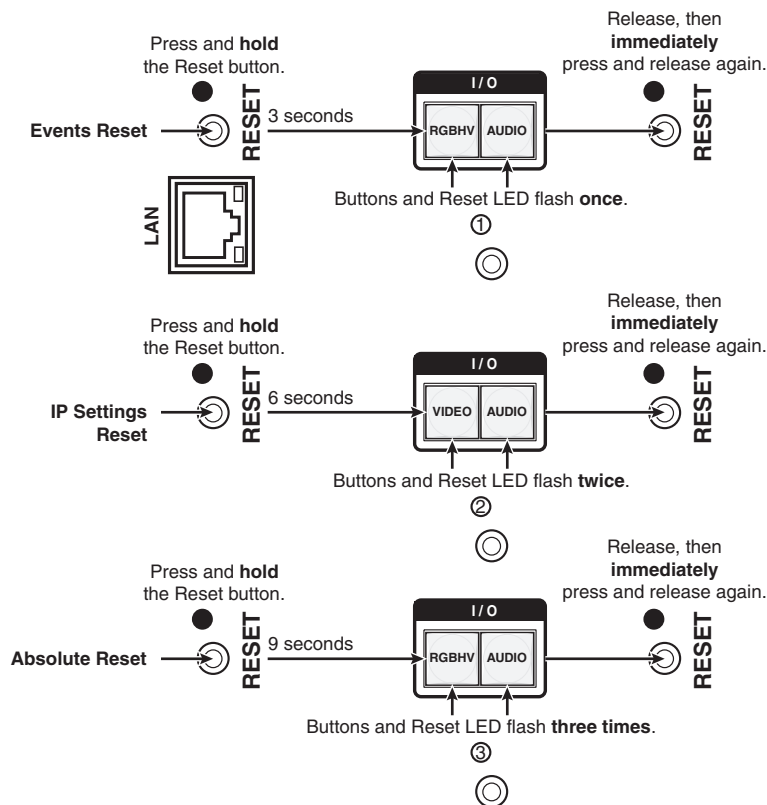 Press and hold
the Reset button.
Release, then
immediately
press and release again.
Events Reset
RESET
3 seconds
I/O
RGBHV
AUDIO
RESET
Buttons and Reset LED flash once.
1
LAN
Press and hold
the Reset button.
Release, then
immediately
press and release again.
IP Settings
Reset
RESET
6 seconds
I/O
VIDEO
AUDIO
RESET
Buttons and Reset LED flash twice.
2
Press and hold
the Reset button.
Release, then
immediately
press and release again.
Absolute Reset
RESET
9 seconds
I/O
RGBHV
AUDIO
RESET
Buttons and Reset LED flash three times.
3